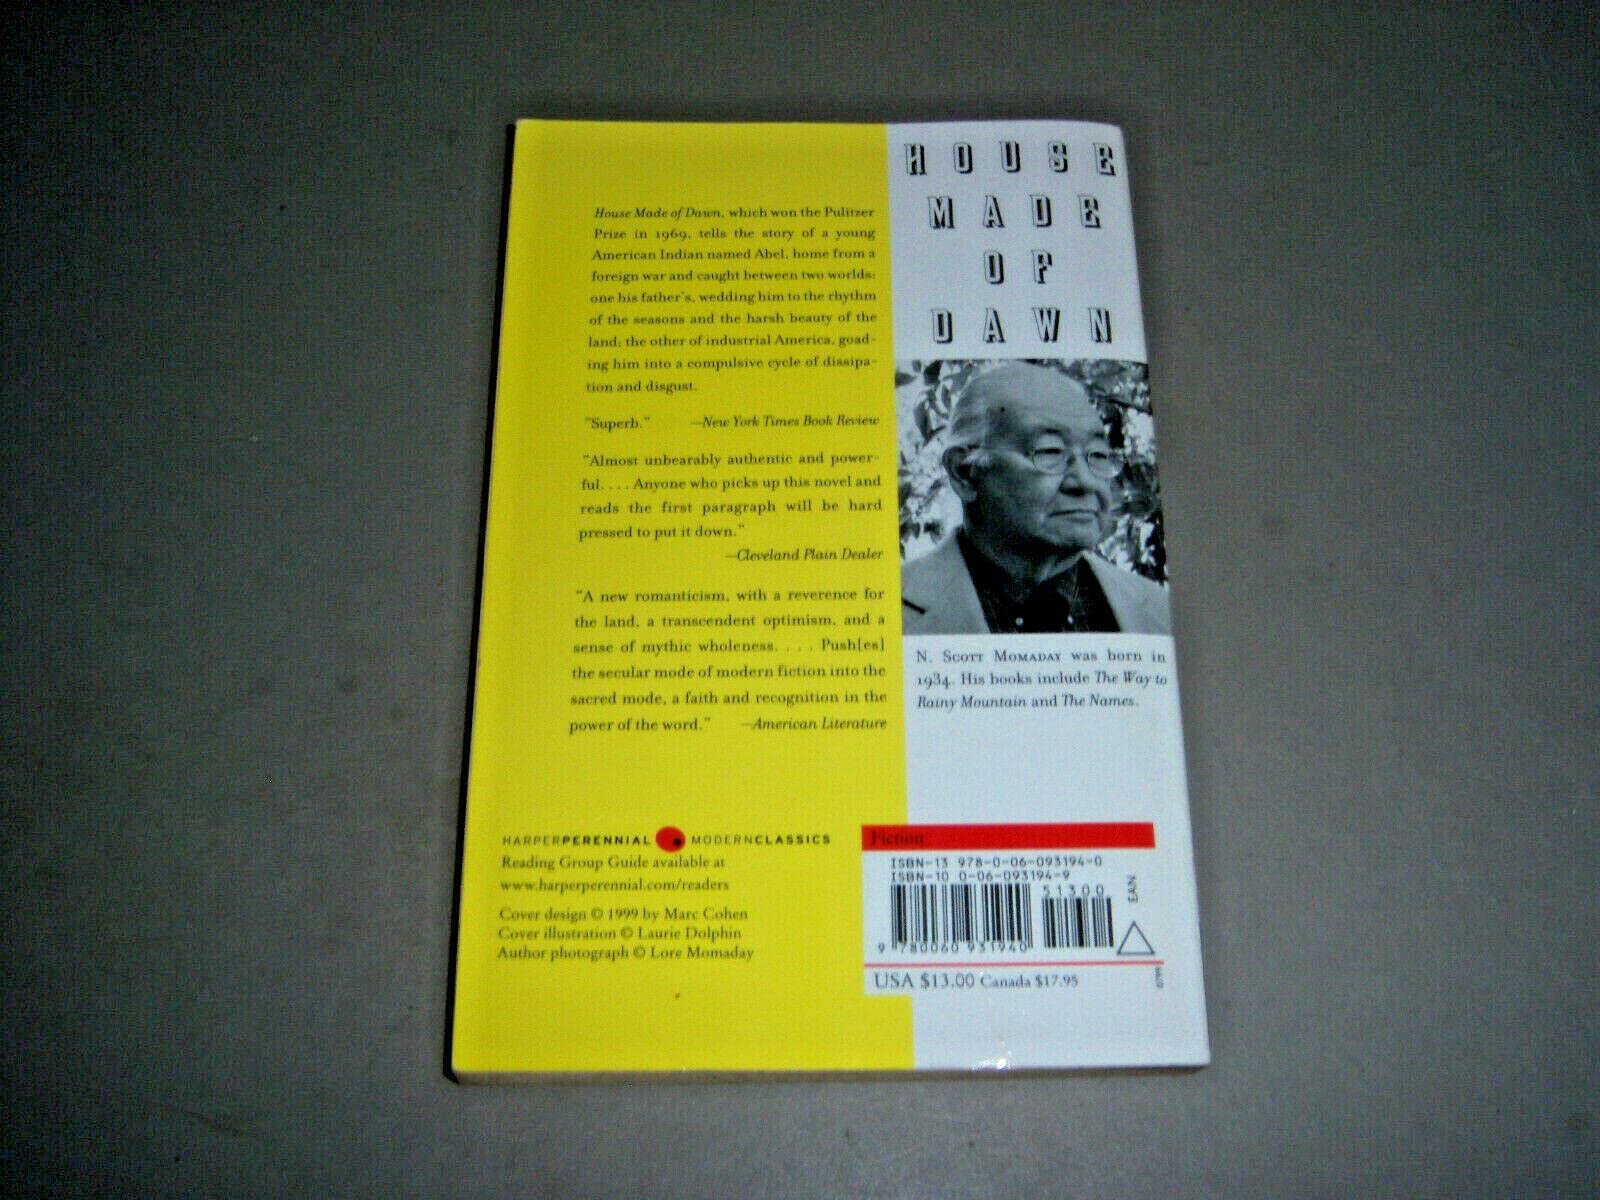 House Made of Dawn, which won the Pulitzer
Prize in 1969, tells the story of a young
American Indian named Abel, home from a
foreign war and caught between two worlds:
one his father's, wedding him to the rhythm
of the seasons and the harsh beauty of the
land; the other of industrial America, goad-
ing him into a compulsive cycle of dissipa-
tion and disgust.
"Superb." —New York Times Book Review
"Almost unbearably authentic and power-
ful. . . . Anyone who picks up this novel and
reads the first paragraph will be hard
pressed to put it down."
—Cleveland Plain Dealer
"A new romanticism, with a reverence for
the land, a transcendent optimism, and a
sense of mythic wholeness. . . . Push[es]
the secular mode of modern fiction into the
sacred mode, a faith and recognition in the
power of the word." —American Literature
HARPERPERENNIAL MODERNCLASSICS
Reading Group Guide available at
www.harperperennial.com/readers
Cover design © 1999 by Marc Cohen
Cover illustration © Laurie Dolphin
Author photograph © Lore Momaday
HOUSE
MADE
OF
DAWN
N. SCOTT MOMADAY was born in
1934. His books include The Way to
Rainy Mountain and The Names.
Fiction
ISBN-13 978-0-06-093194-0
ISBN-10 0-06-093194-9
51300
EAN
9 780060 931940
USA $13.00 Canada $17.95
0799